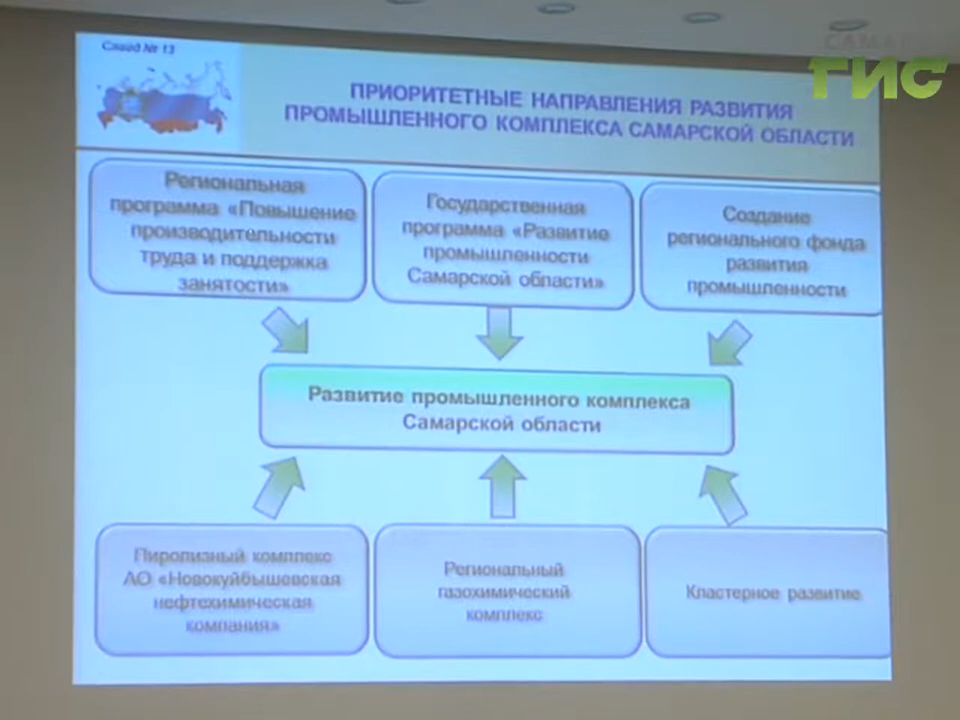 Слайд № 13
САМАРА
ГИС
ПРИОРИТЕТНЫЕ НАПРАВЛЕНИЯ РАЗВИТИЯ
ПРОМЫШЛЕННОГО КОМПЛЕКСА САМАРСКОЙ ОБЛАСТИ
Региональная
программа «Повышение
производительности
труда и поддержка
занятости»
Государственная
программа «Развитие
промышленности
Самарской области»
Создание
регионального фонда
развития
промышленности
Развитие промышленного комплекса
Самарской области
Пиролизный комплекс
АО «Новокуйбышевская
нефтехимическая
компания»
Региональный
газохимический
комплекс
Кластерное развитие